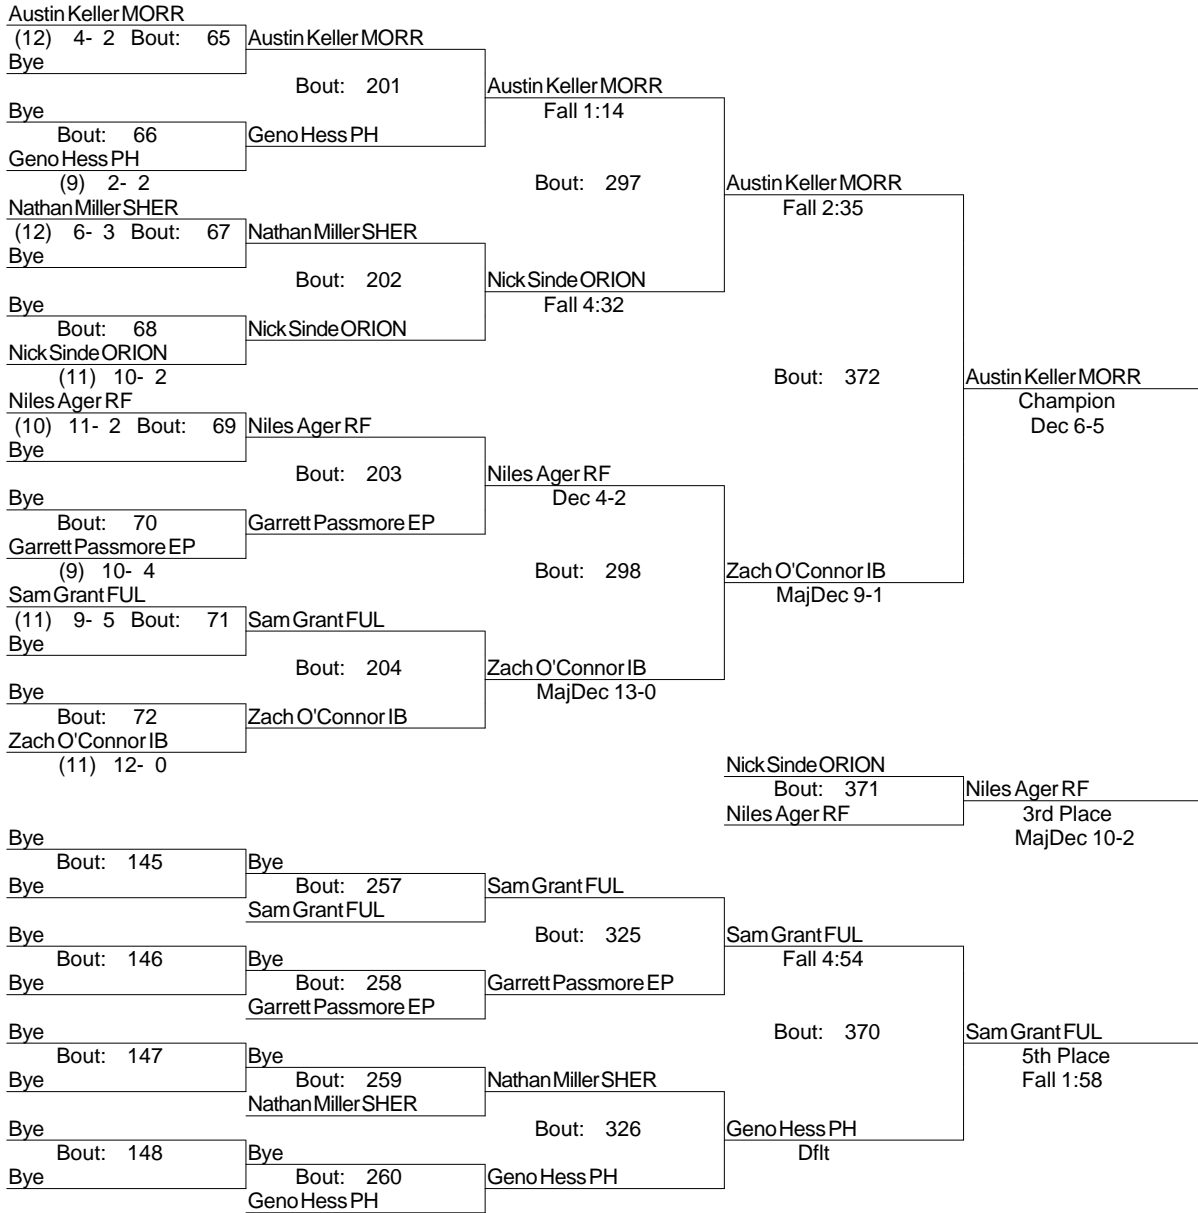 Austin Keller MORR
(12) 4- 2 Bout: 65 Austin Keller MORR
Bye
Bout: 201 Austin Keller MORR
Bye Fall 1:14
Bout: 66 Geno Hess PH
Geno Hess PH
(9) 2- 2 Bout: 297 Austin Keller MORR
Nathan Miller SHER Fall 2:35
(12) 6- 3 Bout: 67 Nathan Miller SHER
Bye
Bout: 202 Nick Sinde ORION
Bye Fall 4:32
Bout: 68 Nick Sinde ORION
Nick Sinde ORION
(11) 10- 2 Bout: 372 Austin Keller MORR
Niles Ager RF Champion
(10) 11- 2 Bout: 69 Niles Ager RF Dec 6-5
Bye
Bout: 203 Niles Ager RF
Bye Dec 4-2
Bout: 70 Garrett Passmore EP
Garrett Passmore EP
(9) 10- 4 Bout: 298 Zach O'Connor IB
Sam Grant FUL MajDec 9-1
(11) 9- 5 Bout: 71 Sam Grant FUL
Bye
Bout: 204 Zach O'Connor IB
Bye MajDec 13-0
Bout: 72 Zach O'Connor IB
Zach O'Connor IB
(11) 12- 0 Nick Sinde ORION
Bout: 371 Niles Ager RF
Niles Ager RF 3rd Place
Bye MajDec 10-2
Bout: 145 Bye
Bye Bout: 257 Sam Grant FUL
Sam Grant FUL
Bye Bout: 325 Sam Grant FUL
Bout: 146 Bye Fall 4:54
Bye Bout: 258 Garrett Passmore EP
Garrett Passmore EP
Bye Bout: 370 Sam Grant FUL
Bout: 147 Bye 5th Place
Bye Bout: 259 Nathan Miller SHER Fall 1:58
Nathan Miller SHER
Bye Bout: 326 Geno Hess PH
Bout: 148 Bye Dflt
Bye Bout: 260 Geno Hess PH
Geno Hess PH